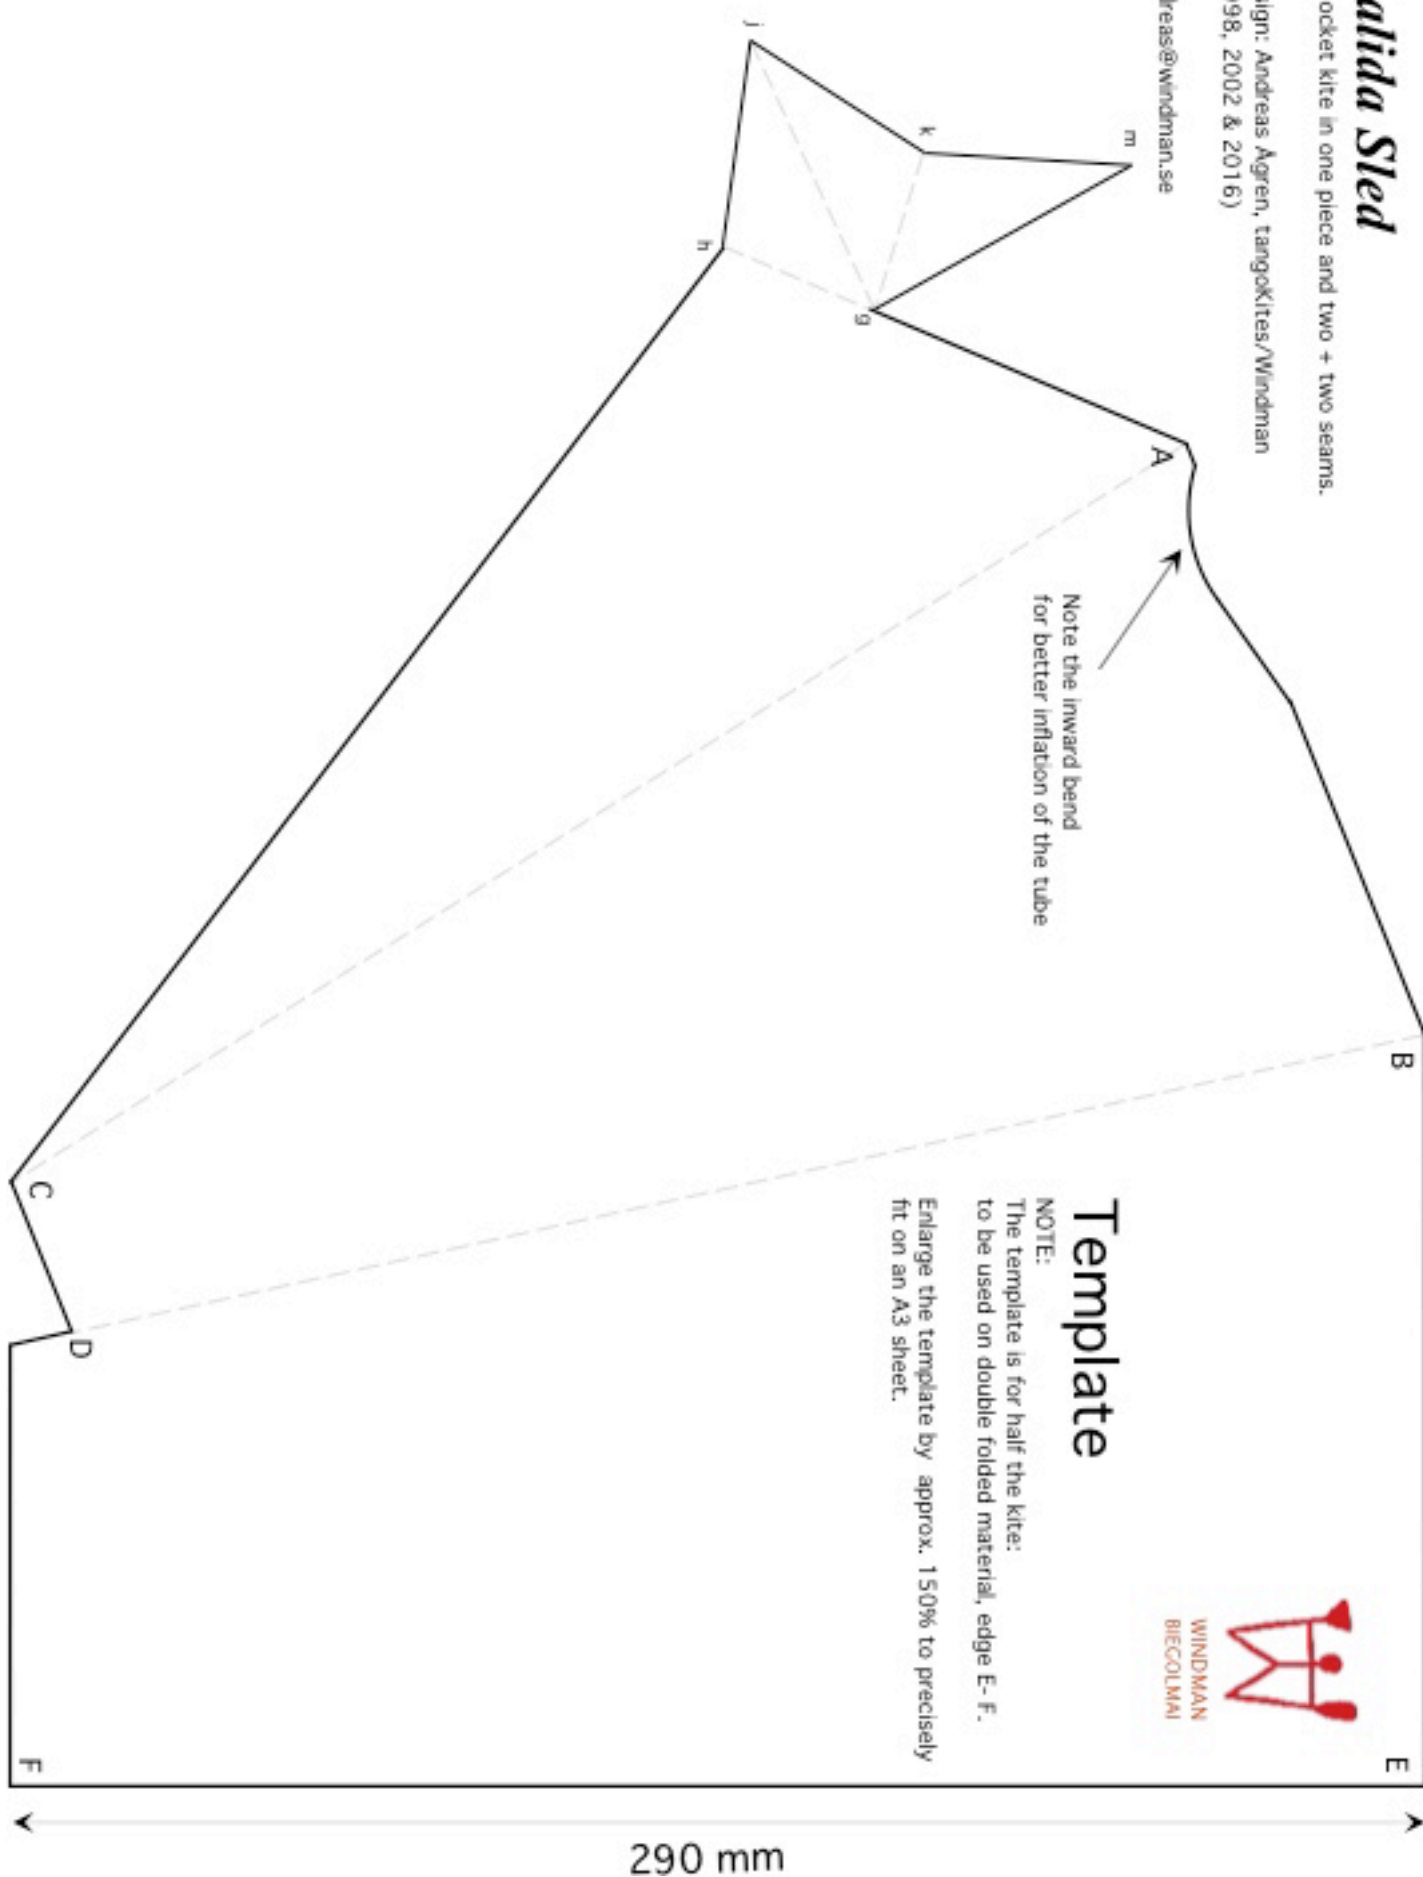 alida Sled
ocket kite in one piece and two + two seams.
sign: Andreas Ågren, tangoKites/Windman
998, 2002 & 2016)
dreas@windman.se
j
k
m
h
g
A
Note the inward bend
for better inflation of the tube
B
C
D
Template
NOTE:
The template is for half the kite:
to be used on double folded material, edge E- F.
Enlarge the template by approx. 150% to precisely
fit on an A3 sheet.
WINDMAN
BIEGOLMAI
E
F
290 mm